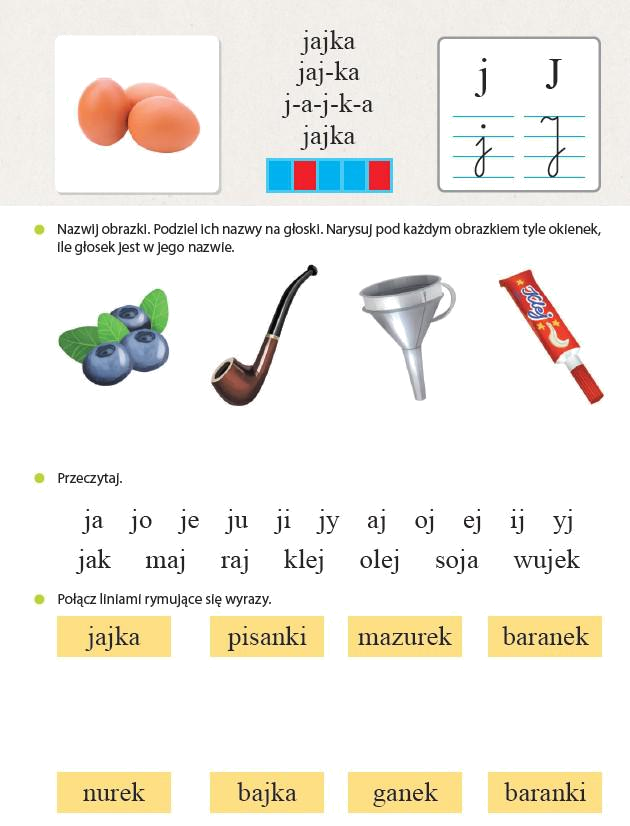 jajka
jaj-ka
j-a-j-k-a
jajka
j J
j J
Nazwij obrazki. Podziel ich nazwy na głoski. Narysuj pod każdym obrazkiem tyle okienek,
ile głosek jest w jego nazwie.
Klej
Przeczytaj.
ja jo je ju ji jy aj oj ej ij yj
jak maj raj klej olej soja wujek
Połącz liniami rymujące się wyrazy.
jajka pisanki mazurek baranek
nurek bajka ganek baranki